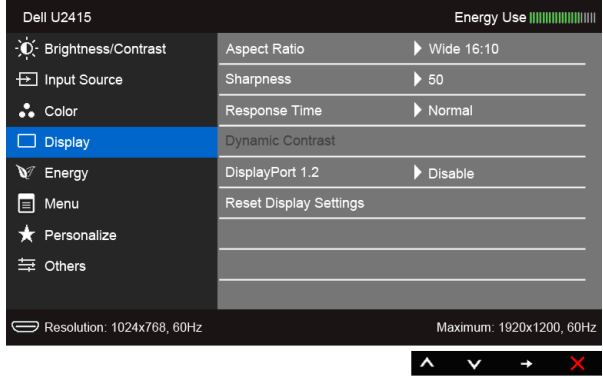 Dell U2415 Energy Use
Brightness/Contrast Aspect Ratio Wide 16:10
Input Source Sharpness 50
Color Response Time Normal
Display Dynamic Contrast
Energy DisplayPort 1.2 Disable
Menu Reset Display Settings
Personalize
Others
Resolution: 1024x768, 60Hz Maximum: 1920x1200, 60Hz